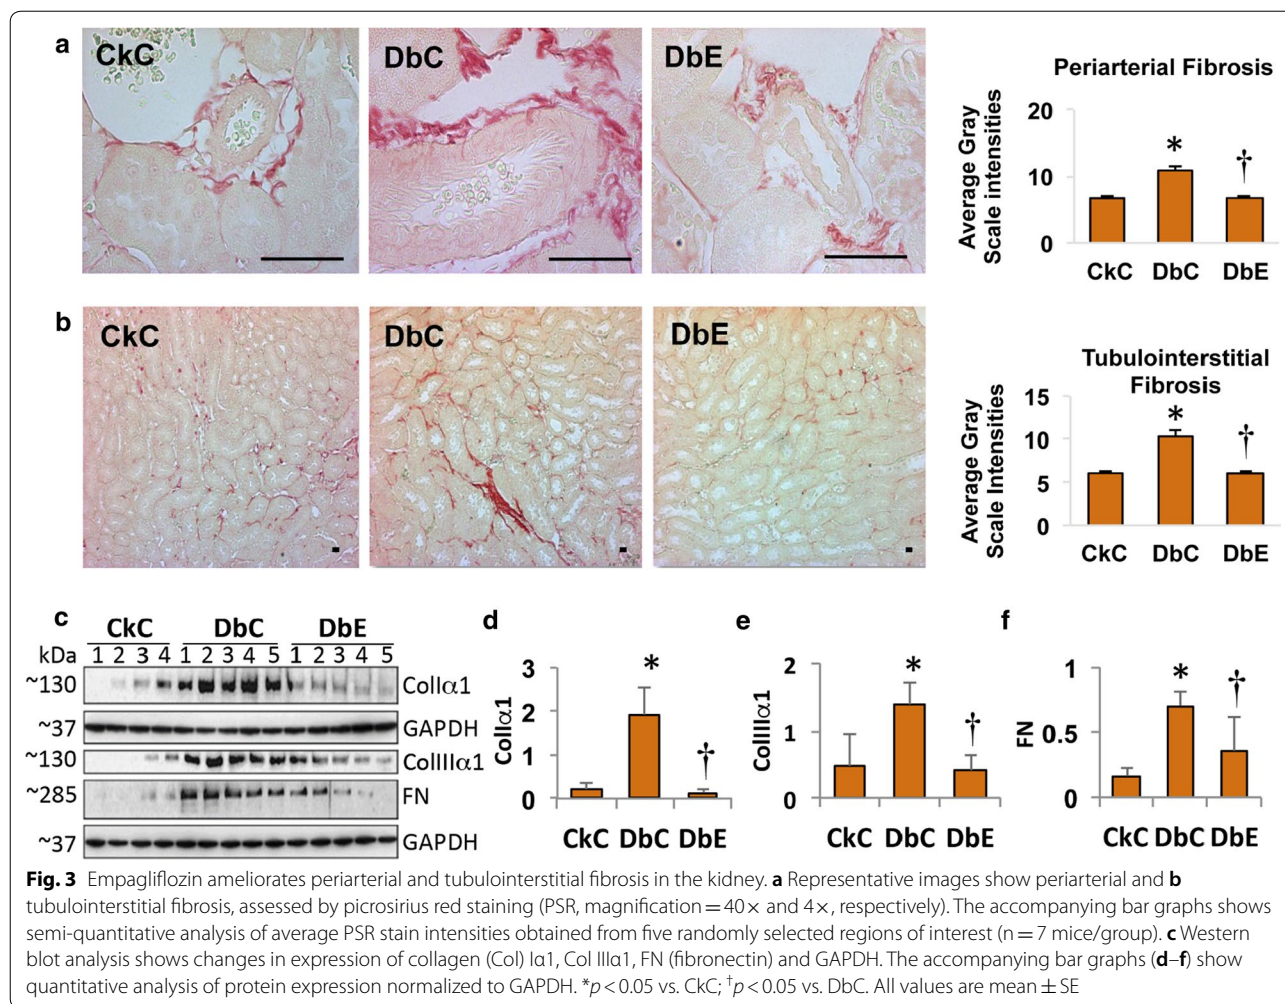 a
CkC
DbC
DbE
Periarterial Fibrosis
Average Gray
Scale intensities
20
10
0
*
†
CkC DbC DbE
b
CkC
DbC
DbE
Tubulointerstitial
Fibrosis
Average Gray
Scale Intensities
15
10
5
0
*
†
CkC DbC DbE
c
CkC DbC DbE
kDa 1 2 3 4 1 2 3 4 5 1 2 3 4 5
~130 ColIα1
~37 GAPDH
~130 ColIIIα1
~285 FN
~37 GAPDH
d
ColIα1
3
2
1
0
*
†
CkC DbC DbE
e
ColIIIα1
2
1
0
*
†
CkC DbC DbE
f
FN
1
0.5
0
*
†
CkC DbC DbE
Fig. 3 Empagliflozin ameliorates periarterial and tubulointerstitial fibrosis in the kidney. a Representative images show periarterial and b
tubulointerstitial fibrosis, assessed by picrosirius red staining (PSR, magnification = 40× and 4×, respectively). The accompanying bar graphs shows
semi-quantitative analysis of average PSR stain intensities obtained from five randomly selected regions of interest (n = 7 mice/group). c Western
blot analysis shows changes in expression of collagen (Col) Iα1, Col IIIα1, FN (fibronectin) and GAPDH. The accompanying bar graphs (d–f) show
quantitative analysis of protein expression normalized to GAPDH. *p < 0.05 vs. CkC; †p < 0.05 vs. DbC. All values are mean ± SE